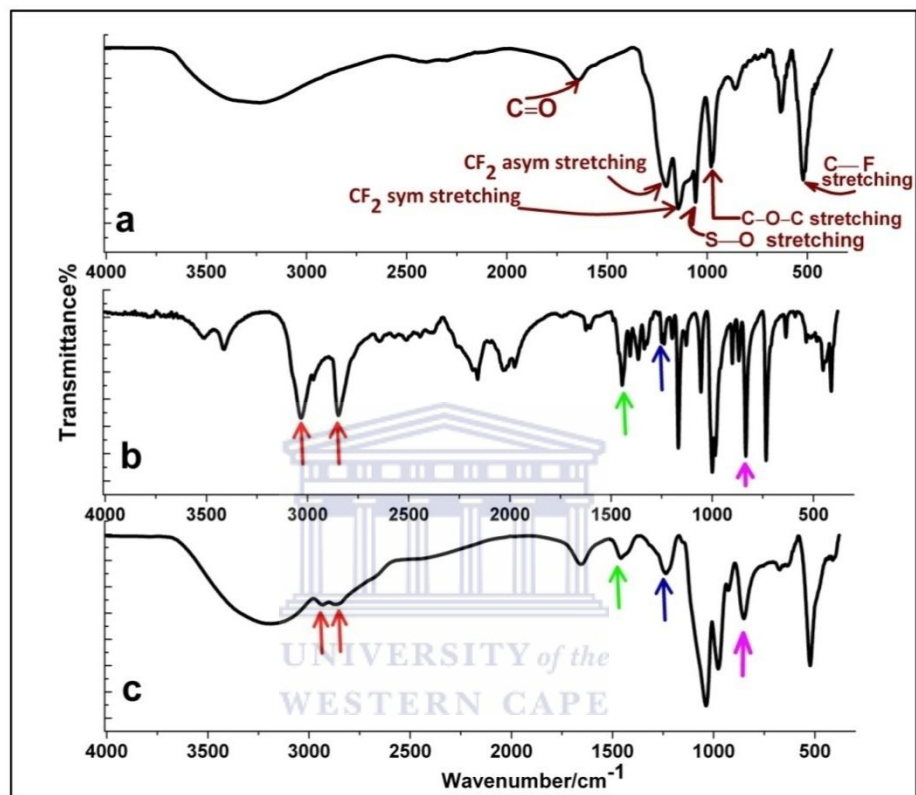 C=O
CF2 asym stretching
CF2 sym stretching
C—F
stretching
C-O-C stretching
S—O stretching
a
4000 3500 3000 2500 2000 1500 1000 500
Transmittance%
b
4000 3500 3000 2500 2000 1500 1000 500
UNIVERSITY of the
WESTERN CAPE
c
4000 3500 3000 2500 2000 1500 1000 500
Wavenumber/cm-1